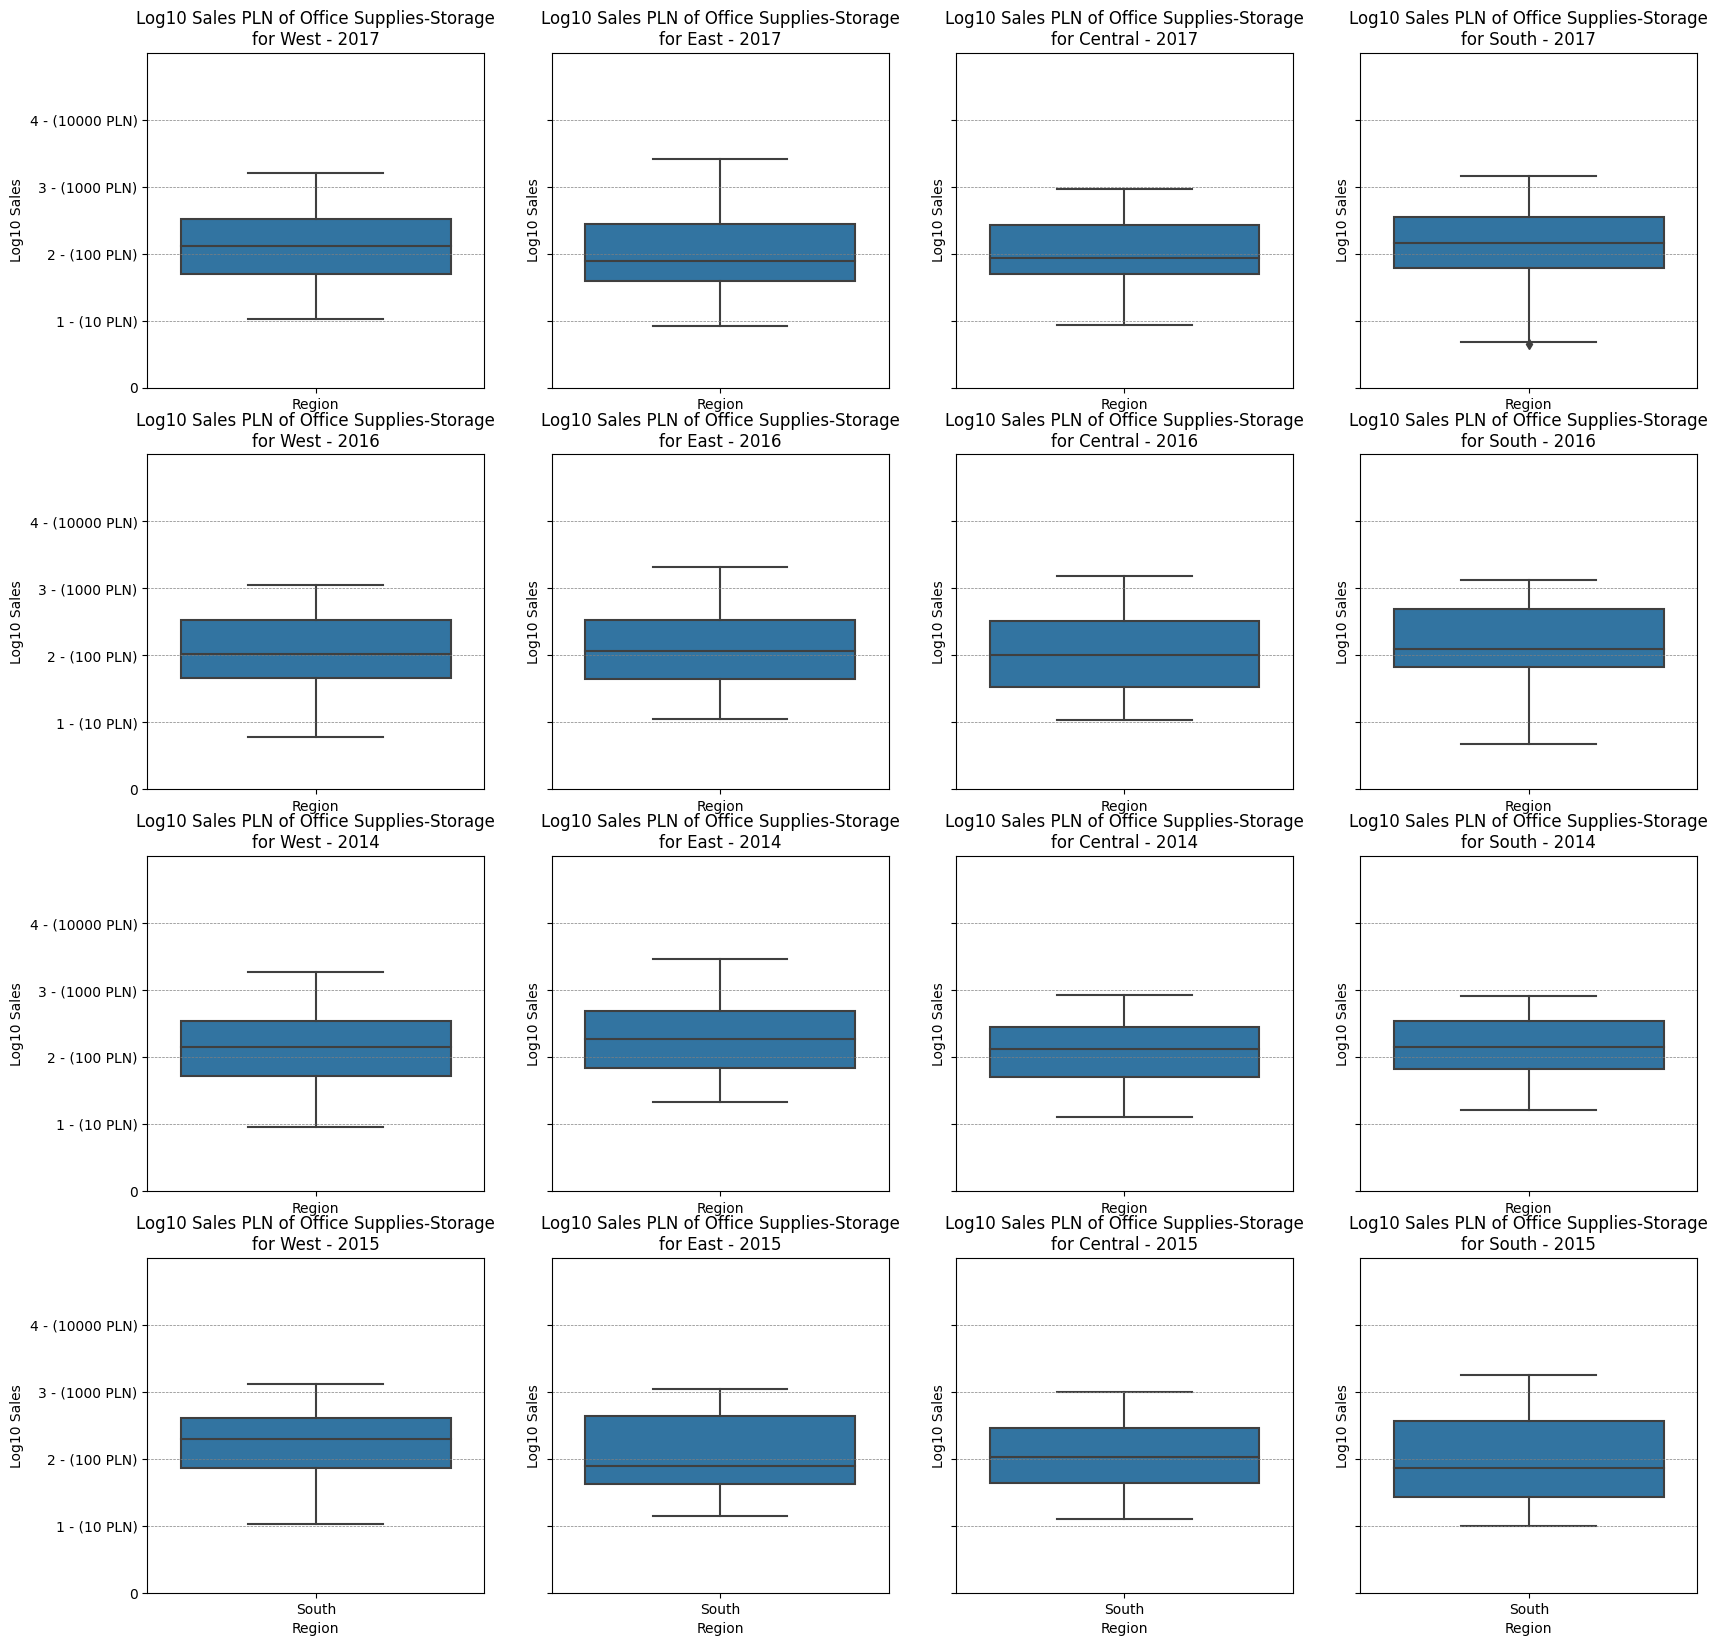 Log10 Sales PLN of Office Supplies-Storage
for West - 2017
Log10 Sales PLN of Office Supplies-Storage
for East - 2017
Log10 Sales PLN of Office Supplies-Storage
for Central - 2017
Log10 Sales PLN of Office Supplies-Storage
for South - 2017
4 - (10000 PLN)
3 - (1000 PLN)
2 - (100 PLN)
1 - (10 PLN)
0
Log10 Sales
Log10 Sales
Log10 Sales
Log10 Sales
Region
Region
Region
Region
Log10 Sales PLN of Office Supplies-Storage
for West - 2016
Log10 Sales PLN of Office Supplies-Storage
for East - 2016
Log10 Sales PLN of Office Supplies-Storage
for Central - 2016
Log10 Sales PLN of Office Supplies-Storage
for South - 2016
4 - (10000 PLN)
3 - (1000 PLN)
2 - (100 PLN)
1 - (10 PLN)
0
Log10 Sales
Log10 Sales
Log10 Sales
Log10 Sales
Region
Region
Region
Region
Log10 Sales PLN of Office Supplies-Storage
for West - 2014
Log10 Sales PLN of Office Supplies-Storage
for East - 2014
Log10 Sales PLN of Office Supplies-Storage
for Central - 2014
Log10 Sales PLN of Office Supplies-Storage
for South - 2014
4 - (10000 PLN)
3 - (1000 PLN)
2 - (100 PLN)
1 - (10 PLN)
0
Log10 Sales
Log10 Sales
Log10 Sales
Log10 Sales
Region
Region
Region
Region
Log10 Sales PLN of Office Supplies-Storage
for West - 2015
Log10 Sales PLN of Office Supplies-Storage
for East - 2015
Log10 Sales PLN of Office Supplies-Storage
for Central - 2015
Log10 Sales PLN of Office Supplies-Storage
for South - 2015
4 - (10000 PLN)
3 - (1000 PLN)
2 - (100 PLN)
1 - (10 PLN)
0
Log10 Sales
Log10 Sales
Log10 Sales
Log10 Sales
South
South
South
South
Region
Region
Region
Region